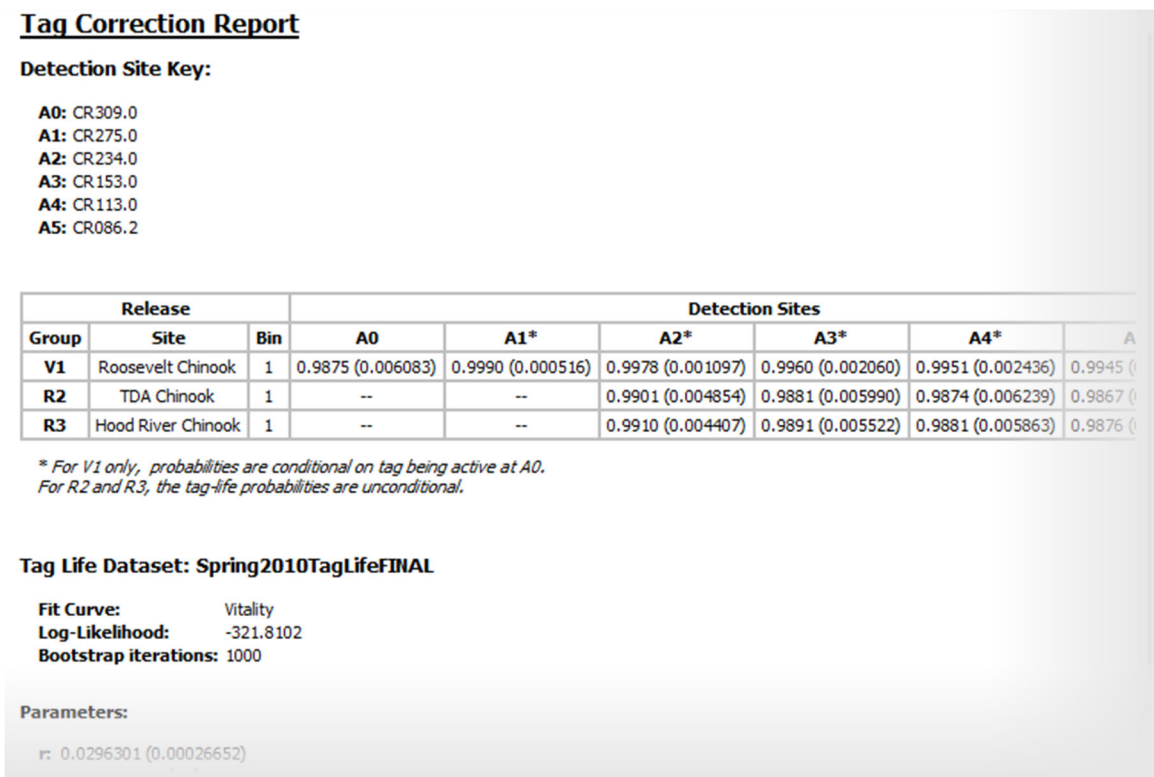 Tag Correction Report
Detection Site Key:
A0: CR309.0
A1: CR275.0
A2: CR234.0
A3: CR153.0
A4: CR113.0
A5: CR086.2
Release Detection Sites
Group Site Bin A0 A1* A2* A3* A4* A
V1 Roosevelt Chinook 1 0.9875 (0.006083) 0.9990 (0.000516) 0.9978 (0.001097) 0.9960 (0.002060) 0.9951 (0.002436) 0.9945 (
R2 TDA Chinook 1 -- -- 0.9901 (0.004854) 0.9881 (0.005990) 0.9874 (0.006239) 0.9867 (
R3 Hood River Chinook 1 -- -- 0.9910 (0.004407) 0.9891 (0.005522) 0.9881 (0.005863) 0.9876 (
* For V1 only, probabilities are conditional on tag being active at A0.
For R2 and R3, the tag-life probabilities are unconditional.
Tag Life Dataset: Spring2010TagLifeFINAL
Fit Curve: Vitality
Log-Likelihood: -321.8102
Bootstrap iterations: 1000
Parameters:
r: 0.0296301 (0.00026652)